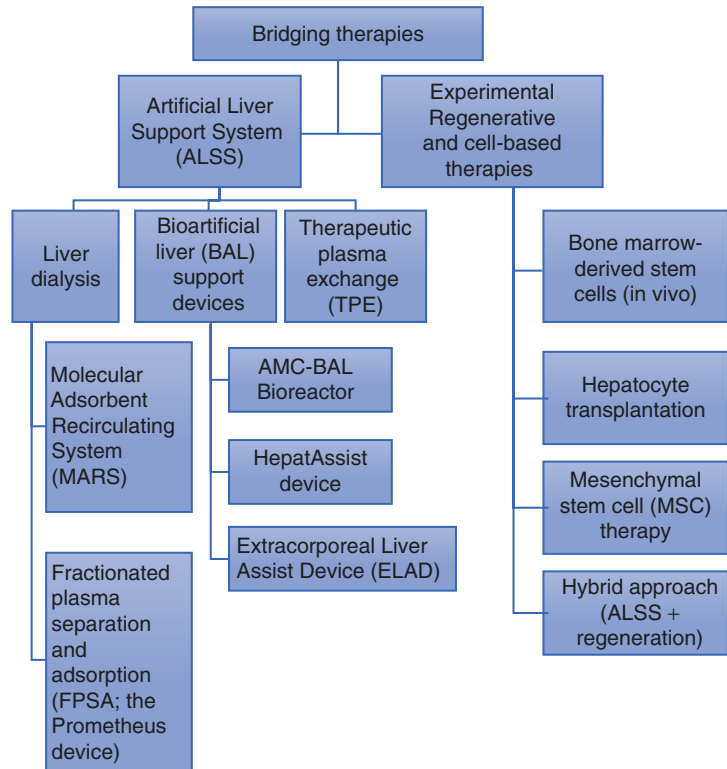 Bridging therapies
Artificial Liver
Support System
(ALSS)
Experimental
Regenerative
and cell-based
therapies
Liver
dialysis
Bioartificial
liver (BAL)
support
devices
Therapeutic
plasma
exchange
(TPE)
Molecular
Adsorbent
Recirculating
System
(MARS)
Fractionated
plasma
separation
and
adsorption
(FPSA; the
Prometheus
device)
AMC-BAL
Bioreactor
HepatAssist
device
Extracorporeal Liver
Assist Device (ELAD)
Bone marrow-
derived stem
cells (in vivo)
Hepatocyte
transplantation
Mesenchymal
stem cell (MSC)
therapy
Hybrid approach
(ALSS +
regeneration)